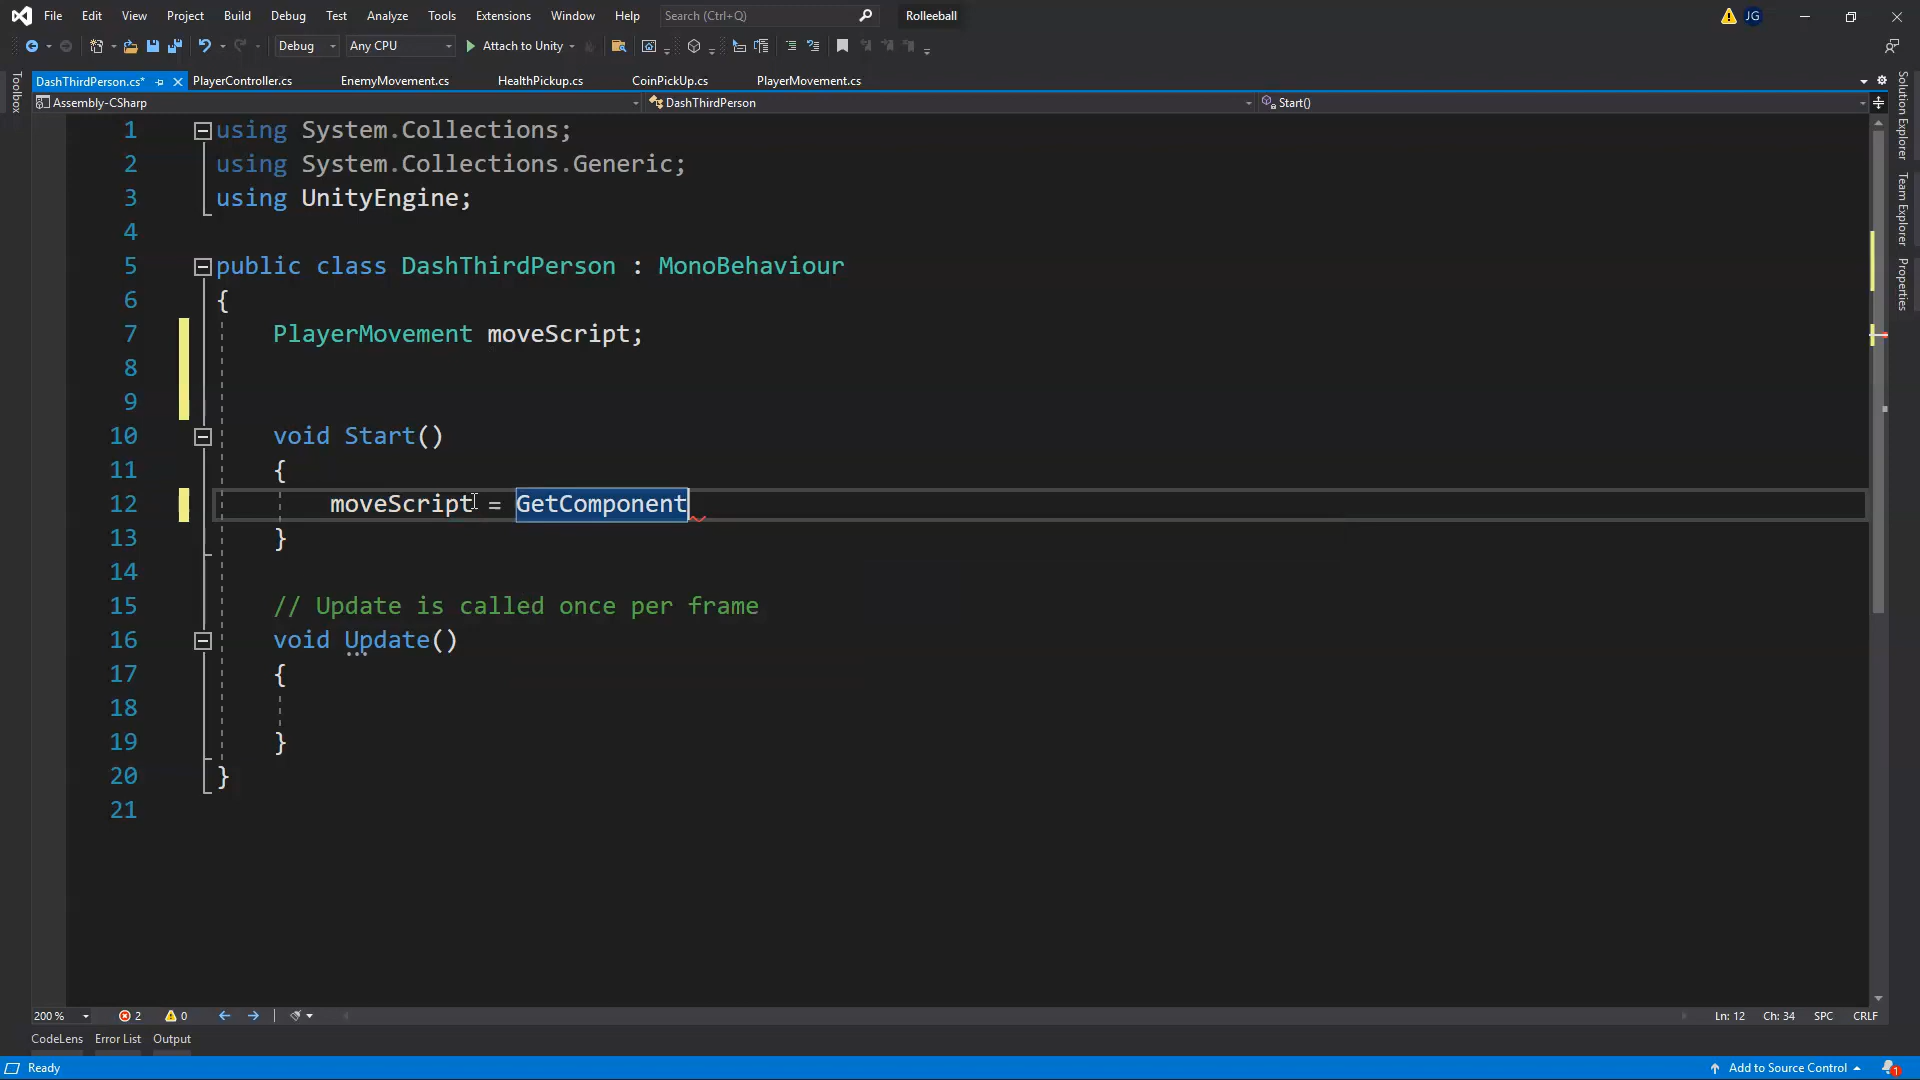 File Edit View Project Build Debug Test Analyze Tools Extensions Window Help Search (Ctrl+Q) Rolleeball JG
Debug Any CPU Attach to Unity
DashThirdPerson.cs* PlayerController.cs EnemyMovement.cs HealthPickup.cs CoinPickUp.cs PlayerMovement.cs
Assembly-CSharp DashThirdPerson Start()
Toolbox
Solution Explorer
Team Explorer
Properties
1 using System.Collections;
2 using System.Collections.Generic;
3 using UnityEngine;
4
5 public class DashThirdPerson : MonoBehaviour
6 {
7 PlayerMovement moveScript;
8
9
10 void Start()
11 {
12 moveScript = GetComponent
13 }
14
15 // Update is called once per frame
16 void Update()
17 {
18
19 }
20 }
21
200 % 2 0 Ln: 12 Ch: 34 SPC CRLF
CodeLens Error List Output
Ready Add to Source Control 1